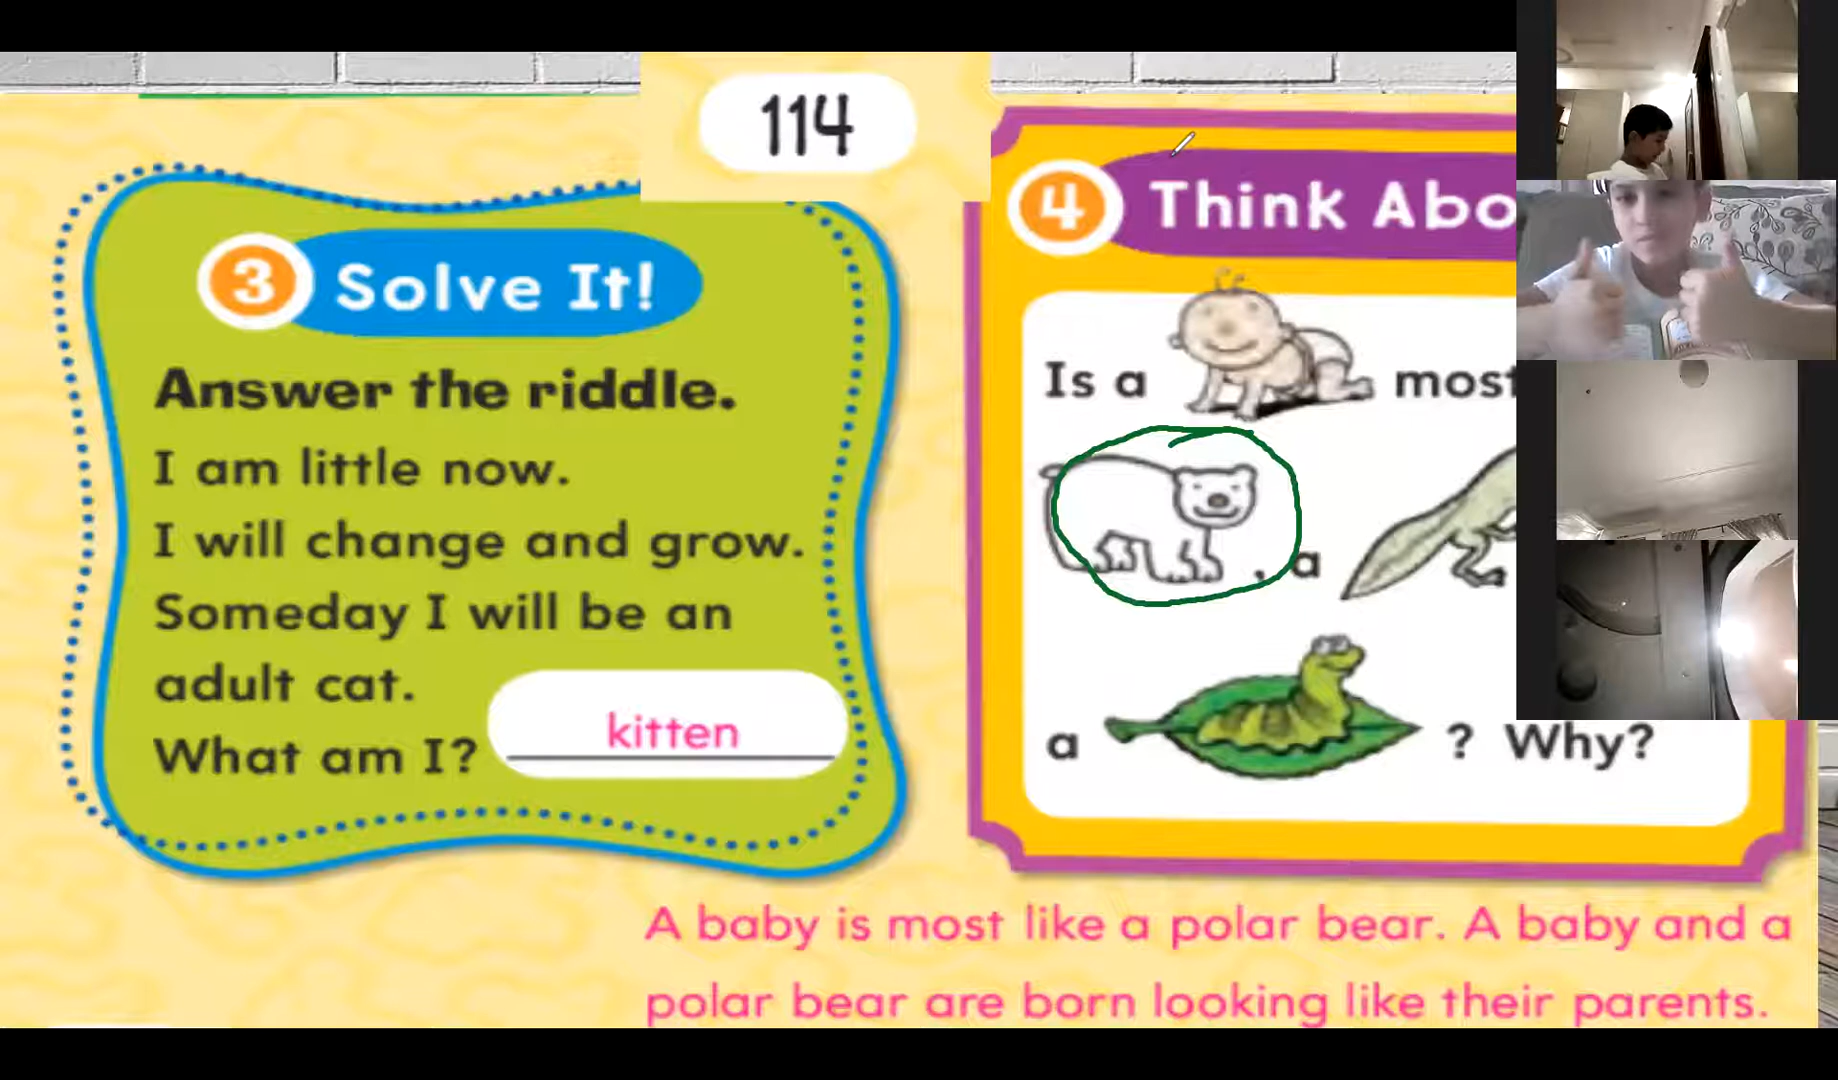 114
3 Solve It!
Answer the riddle.
I am little now.
I will change and grow.
Someday I will be an
adult cat.
What am I? kitten
4 Think Abo
Is a most
, a
a ? Why?
A baby is most like a polar bear. A baby and a
polar bear are born looking like their parents.